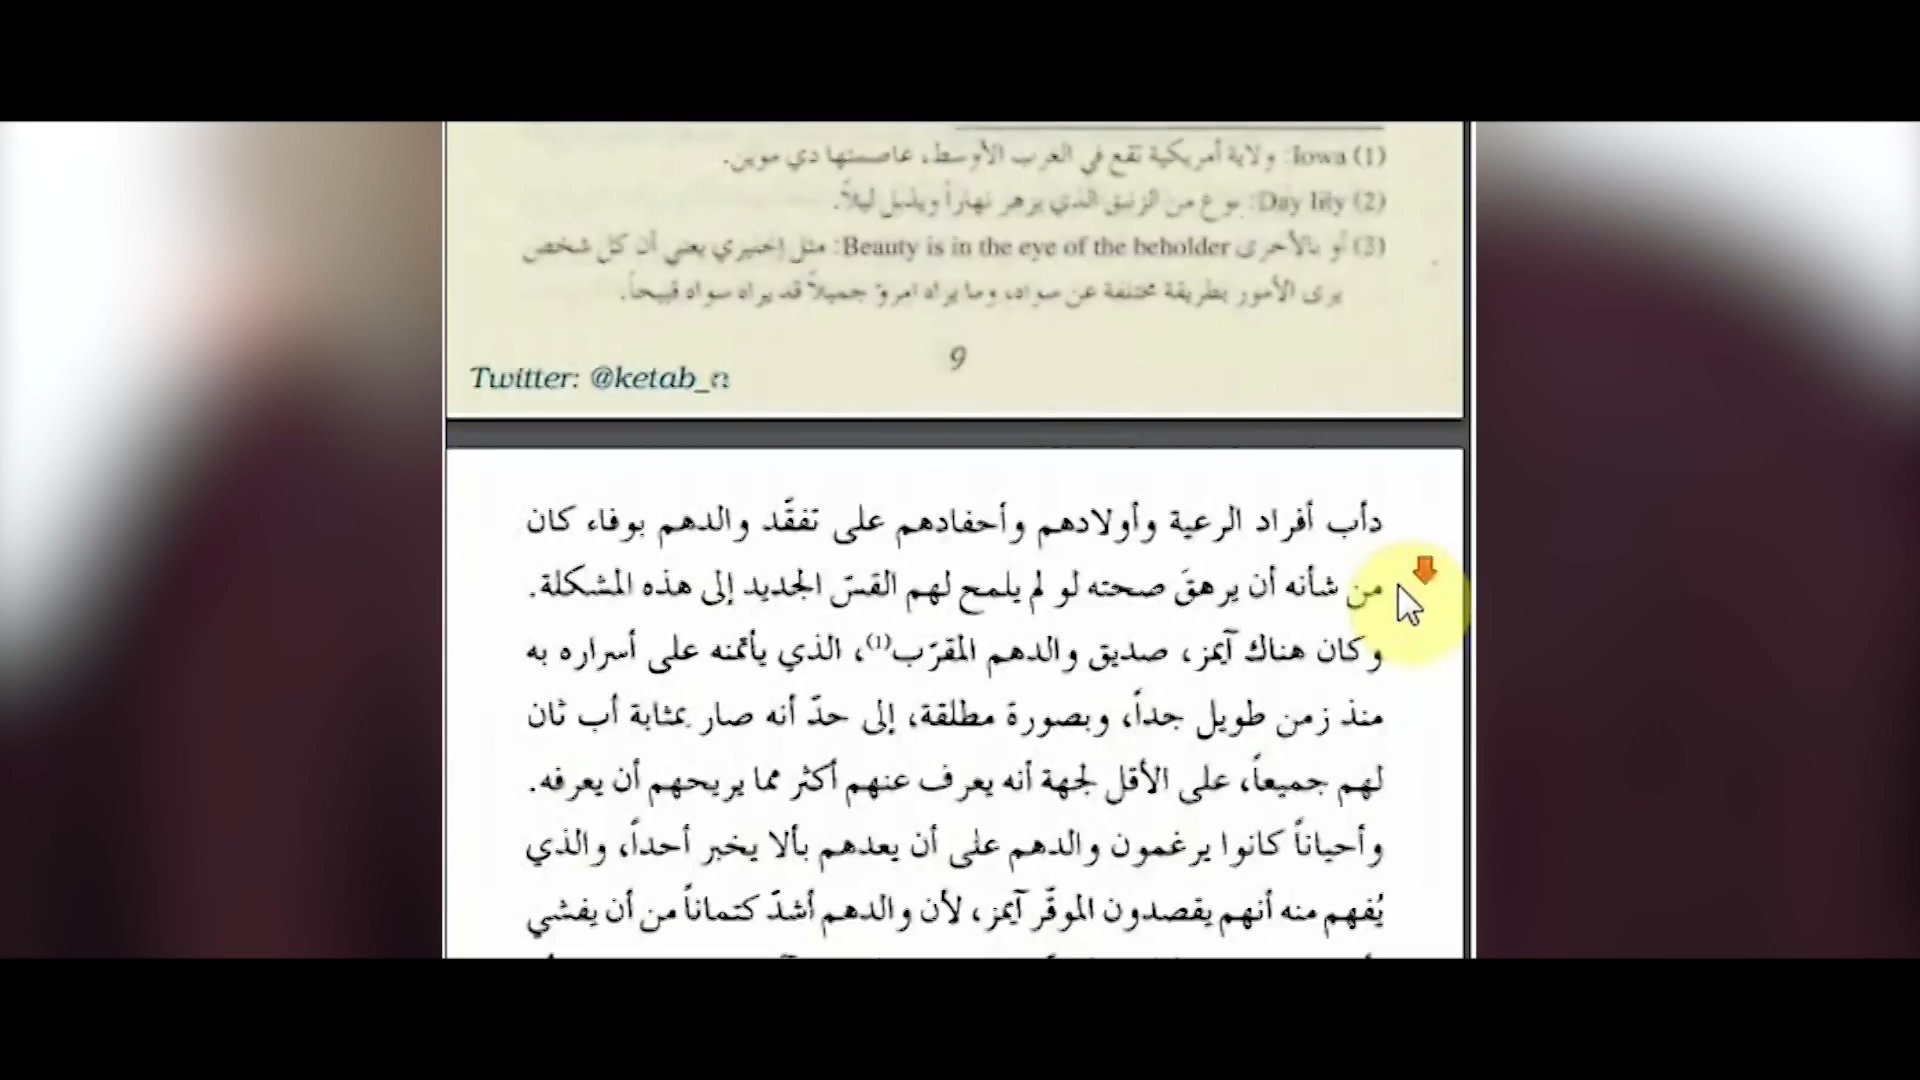 (1) Iowa: ولاية أمريكية تقع في الغرب الأوسط، عاصمتها دي موين.
(2) Day lily: نوع من الزنبق الذي يزهر نهاراً ويذبل ليلاً.
(3) أو بالأحرى Beauty is in the eye of the beholder: مثل إنجليزي يعني أن كل شخص
يرى الأمور بطريقة مختلفة عن سواه، وما يراه امرؤ جميلاً قد يراه سواه قبيحاً.
9
Twitter: @ketab_n
دأب أفراد الرعية وأولادهم وأحفادهم على تفقّد والدهم بوفاء كان
من شأنه أن يرهقَ صحته لو لم يلمح لهم القسّ الجديد إلى هذه المشكلة.
وكان هناك آيمز، صديق والدهم المقرّب(1)، الذي يأتمنه على أسراره به
منذ زمن طويل جداً، وبصورة مطلقة، إلى حدّ أنه صار بمثابة أب ثان
لهم جميعاً، على الأقل لجهة أنه يعرف عنهم أكثر مما يريحهم أن يعرفه.
وأحياناً كانوا يرغمون والدهم على أن يعدهم بألا يخبر أحداً، والذي
يُفهم منه أنهم يقصدون الموقّر آيمز، لأن والدهم أشدّ كتماناً من أن يفشي